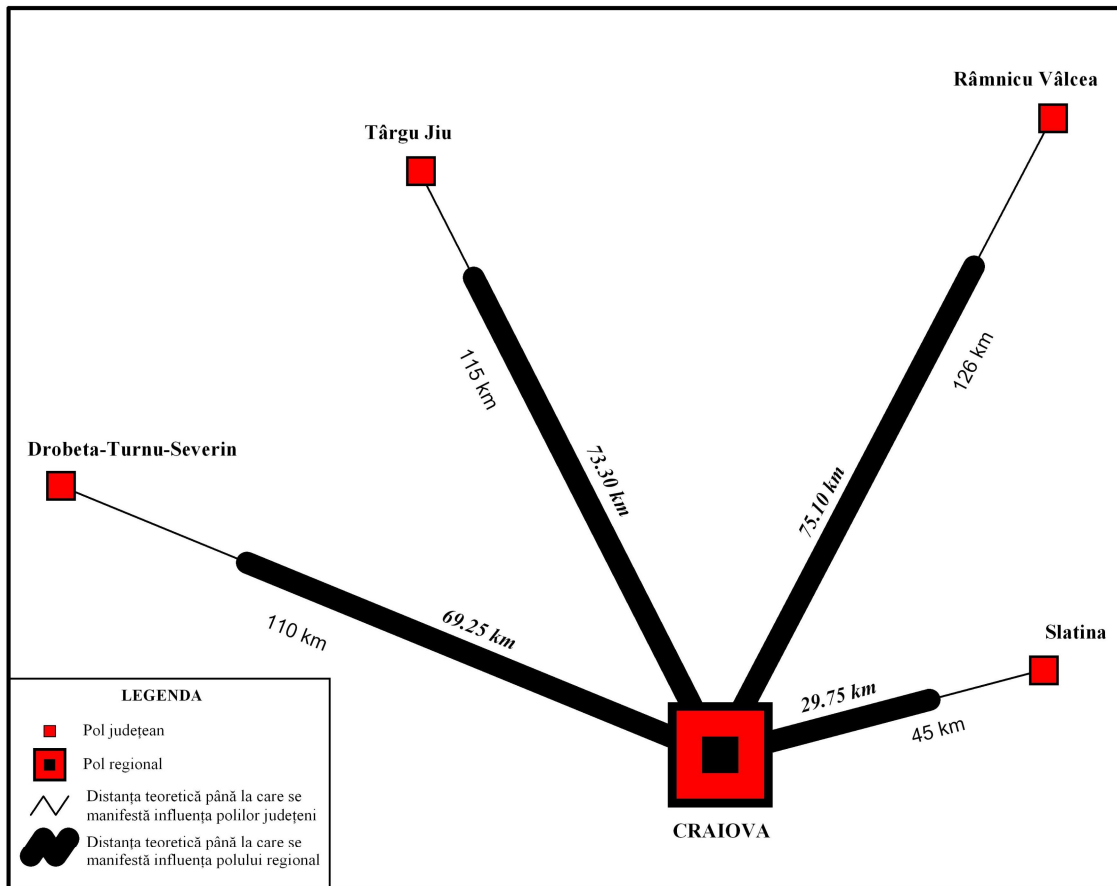 Râmnicu Vâlcea
Târgu Jiu
115 km
126 km
Drobeta-Turnu-Severin
73.30 km
75.10 km
110 km
69.25 km
Slatina
29.75 km
45 km
CRAIOVA
LEGENDA
Pol județean
Pol regional
Distanța teoretică până la care se
manifestă influența polilor județeni
Distanța teoretică până la care se
manifestă influența polului regional